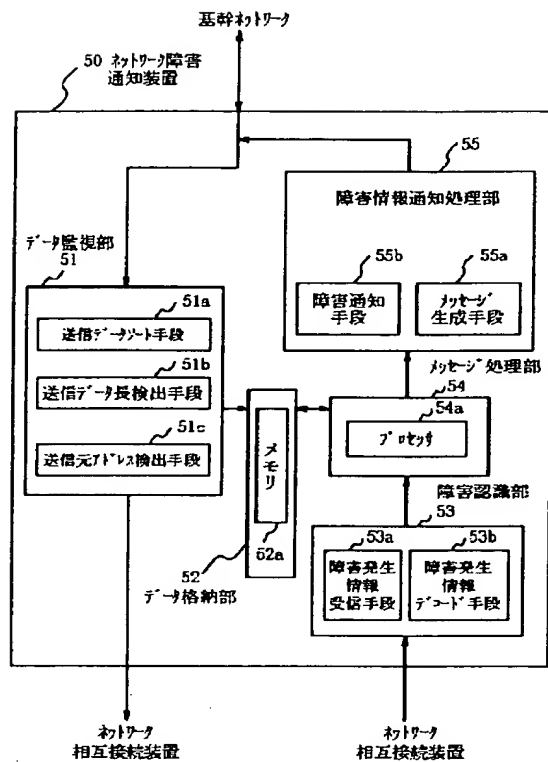 基幹ネットワーク
50 ネットワーク障害
通知装置
55
障害情報通知処理部
データ監視部
51
55b
55a
障害通知
手段
メッセージ
生成手段
51a
送信データソート手段
51b
送信データ長検出手段
51c
送信元アドレス検出手段
メッセージ処理部
54
54a
プロセッサ
メモリ
52a
52
データ格納部
障害認識部
53
53a
53b
障害発生
情報
受信手段
障害発生
情報
デコード手段
ネットワーク
相互接続装置
ネットワーク
相互接続装置